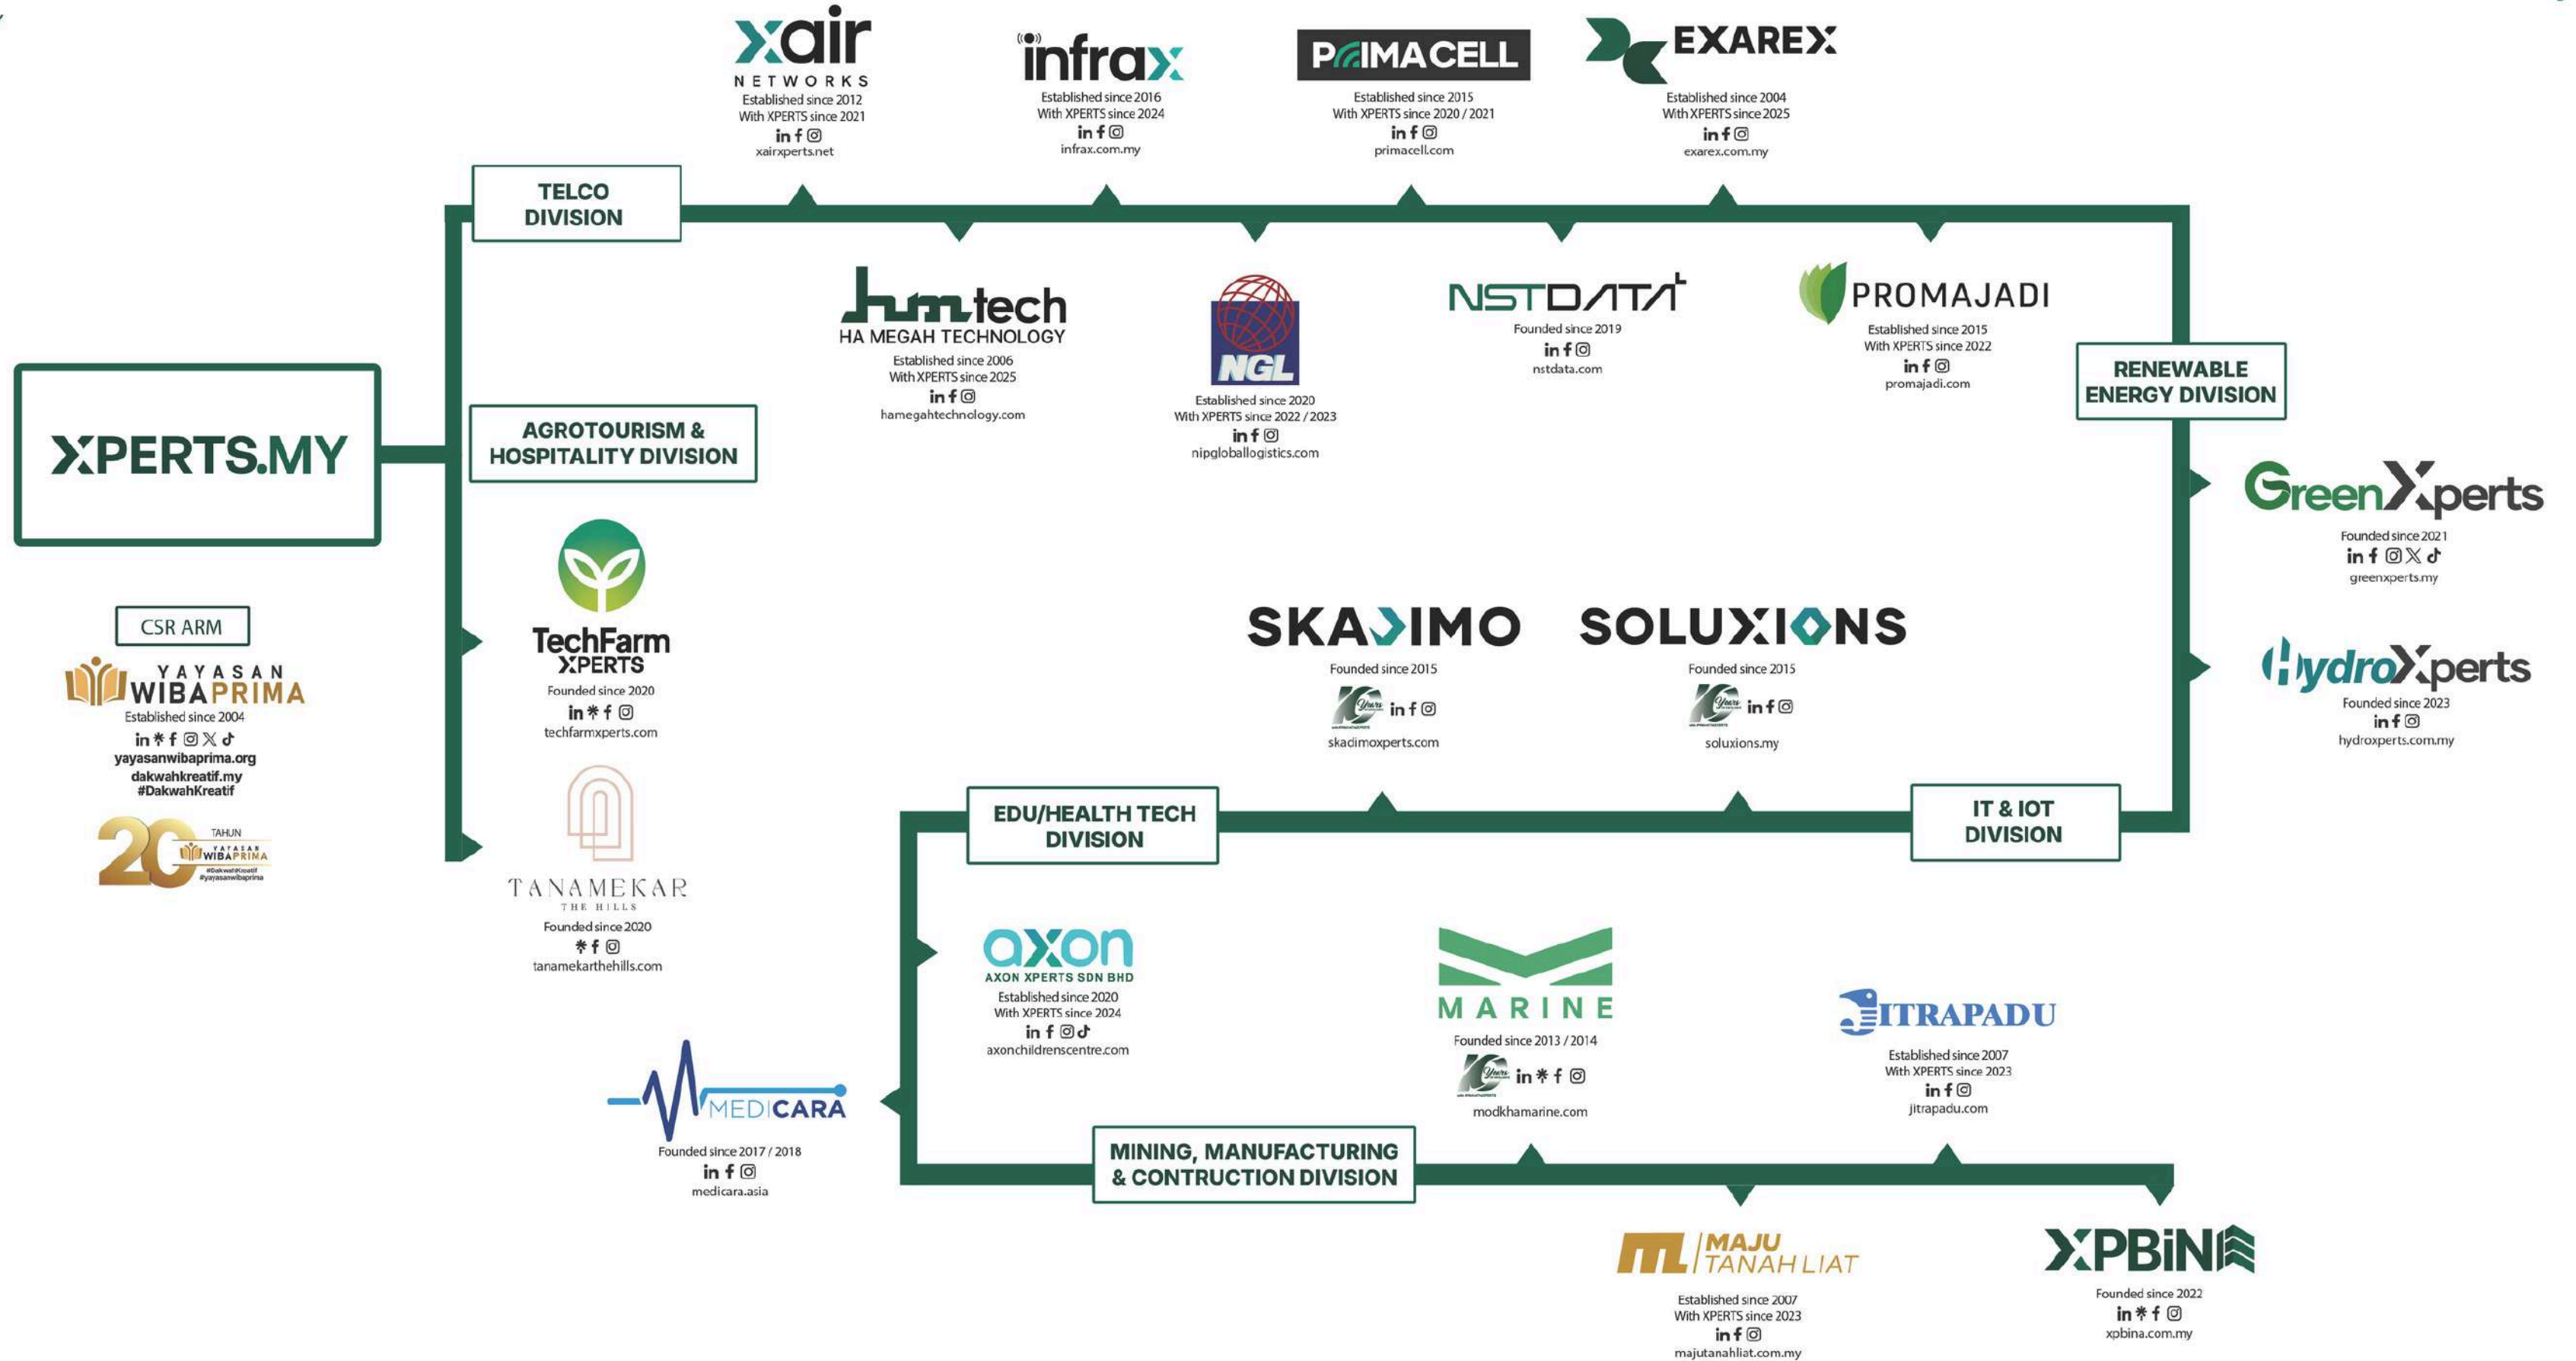 xair
NETWORKS
Established since 2012
With XPERTS since 2021
xairxperts.net
infrax
Established since 2016
With XPERTS since 2024
infrax.com.my
PRIMACELL
Established since 2015
With XPERTS since 2020 / 2021
primacell.com
EXAREX
Established since 2004
With XPERTS since 2025
exarex.com.my
TELCO
DIVISION
hmtech
HA MEGAH TECHNOLOGY
Established since 2006
With XPERTS since 2025
hamegahtechnology.com
NGL
Established since 2020
With XPERTS since 2022 / 2023
nipgloballogistics.com
NSTDATA+
Founded since 2019
nstdata.com
PROMAJADI
Established since 2015
With XPERTS since 2022
promajadi.com
RENEWABLE
ENERGY DIVISION
GreenXperts
Founded since 2021
greenxperts.my
HydroXperts
Founded since 2023
hydroxperts.com.my
XPERTS.MY
AGROTOURISM &
HOSPITALITY DIVISION
TechFarm
XPERTS
Founded since 2020
techfarmxperts.com
TANAMEKAR
THE HILLS
Founded since 2020
tanamekarthehills.com
CSR ARM
YAYASAN
WIBAPRIMA
Established since 2004
yayasanwibaprima.org
dakwahkreatif.my
#DakwahKreatif
20
TAHUN
YAYASAN
WIBAPRIMA
#DakwahKreatif
#yayasanwibaprima
SKADIMO
Founded since 2015
10 Years
skadimoxperts.com
SOLUXIONS
Founded since 2015
10 Years
soluxions.my
IT & IOT
DIVISION
EDU/HEALTH TECH
DIVISION
axon
AXON XPERTS SDN BHD
Established since 2020
With XPERTS since 2024
axonchildrenscentre.com
MEDICARA
Founded since 2017 / 2018
medicara.asia
MARINE
Founded since 2013 / 2014
10 Years
modkhamarine.com
JITRAPADU
Established since 2007
With XPERTS since 2023
jitrapadu.com
MINING, MANUFACTURING
& CONTRUCTION DIVISION
MAJU
TANAH LIAT
Established since 2007
With XPERTS since 2023
majutanahliat.com.my
XPBiNA
Founded since 2022
xpbina.com.my